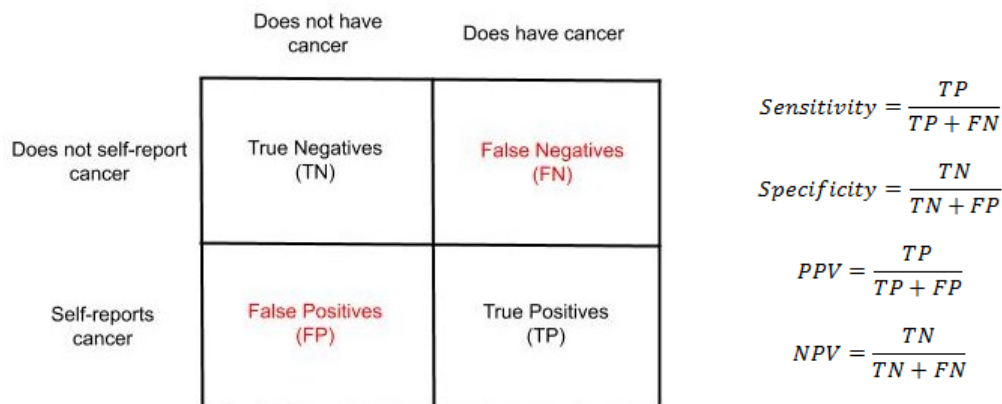 Does not have
cancer
Does have cancer
Does not self-report
cancer
True Negatives
(TN)
False Negatives
(FN)
Self-reports
cancer
False Positives
(FP)
True Positives
(TP)
Sensitivity = TP / (TP + FN)
Specificity = TN / (TN + FP)
PPV = TP / (TP + FP)
NPV = TN / (TN + FN)